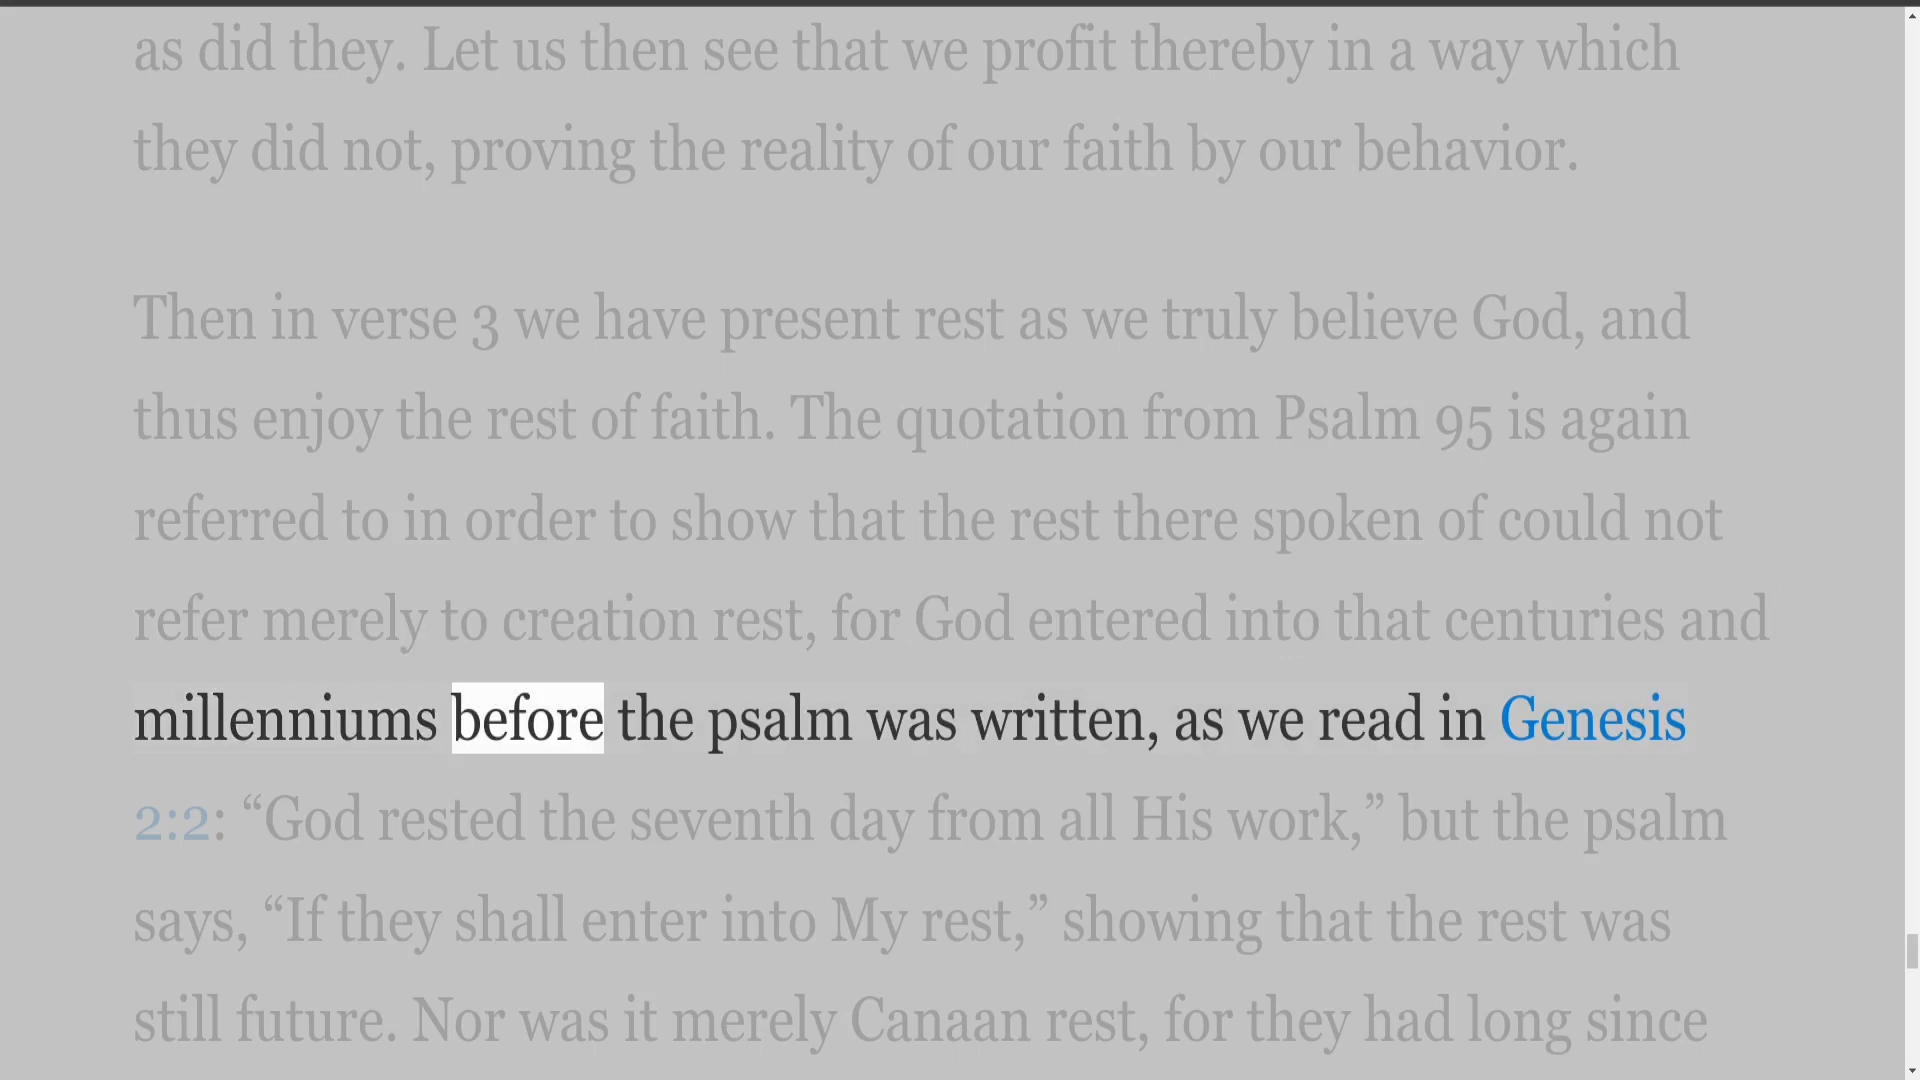 as did they. Let us then see that we profit thereby in a way which
they did not, proving the reality of our faith by our behavior.
Then in verse 3 we have present rest as we truly believe God, and
thus enjoy the rest of faith. The quotation from Psalm 95 is again
referred to in order to show that the rest there spoken of could not
refer merely to creation rest, for God entered into that centuries and
millenniums before the psalm was written, as we read in Genesis
2:2: “God rested the seventh day from all His work,” but the psalm
says, “If they shall enter into My rest,” showing that the rest was
still future. Nor was it merely Canaan rest, for they had long since